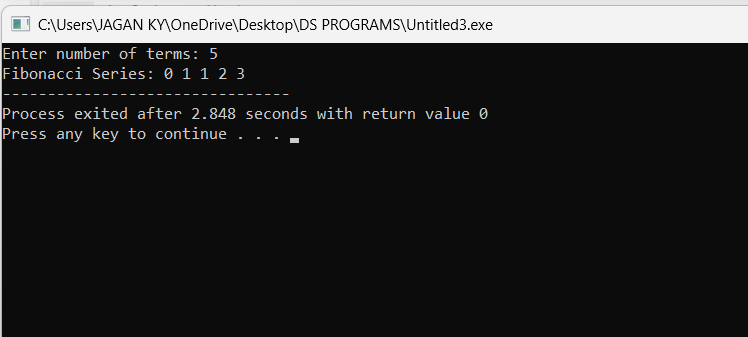 C:\Users\JAGAN KY\OneDrive\Desktop\DS PROGRAMS\Untitled3.exe
Enter number of terms: 5
Fibonacci Series: 0 1 1 2 3
--------------------------------
Process exited after 2.848 seconds with return value 0
Press any key to continue . . .